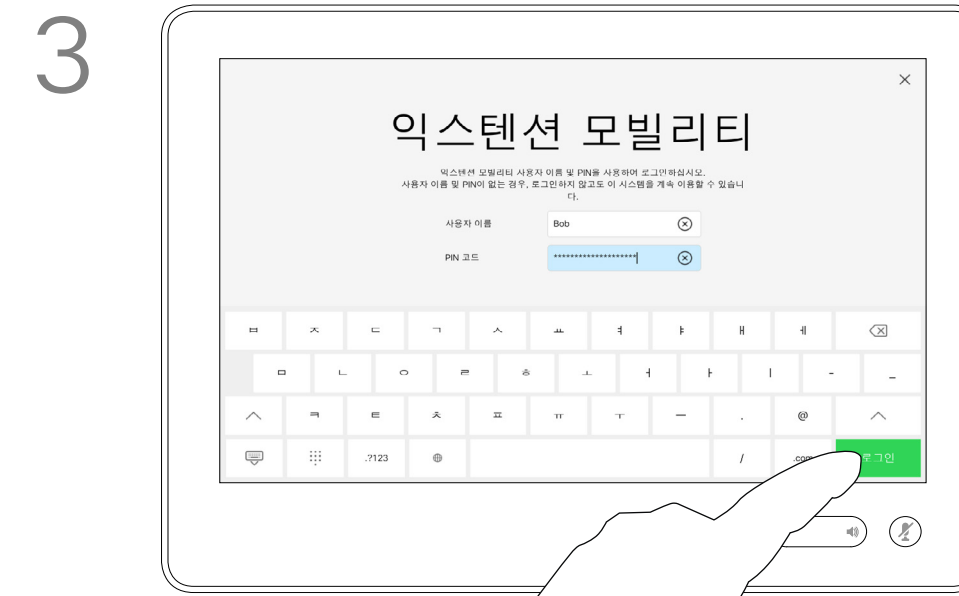 3
익스텐션 모빌리티
익스텐션 모빌리티 사용자 이름 및 PIN을 사용하여 로그인하십시오.
사용자 이름 및 PIN이 없는 경우, 로그인하지 않고도 이 시스템을 계속 이용할 수 있습니
다.
사용자 이름 Bob
PIN 코드 ********************
ㅂ ㅈ ㄷ ㄱ ㅅ ㅛ ㅕ ㅑ ㅐ ㅔ
ㅁ ㄴ ㅇ ㄹ ㅎ ㅗ ㅓ ㅏ ㅣ - _
ㅋ ㅌ ㅊ ㅍ ㅠ ㅜ ㅡ . @
.?123 / .com 로그인